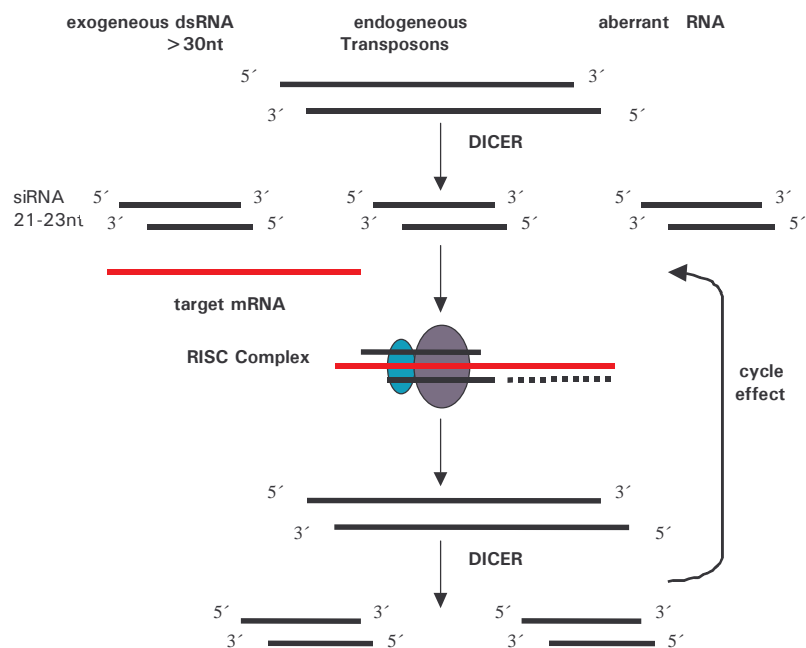 exogeneous dsRNA endogeneous aberrant RNA
>30nt Transposons
5´ 3´
3´ 5´
DICER
siRNA 5´ 3´ 5´ 3´ 5´ 3´
21-23nt 3´ 5´ 3´ 5´ 3´ 5´
target mRNA
RISC Complex
cycle
effect
5´ 3´
3´ 5´
DICER
5´ 3´ 5´ 3´
3´ 5´ 3´ 5´